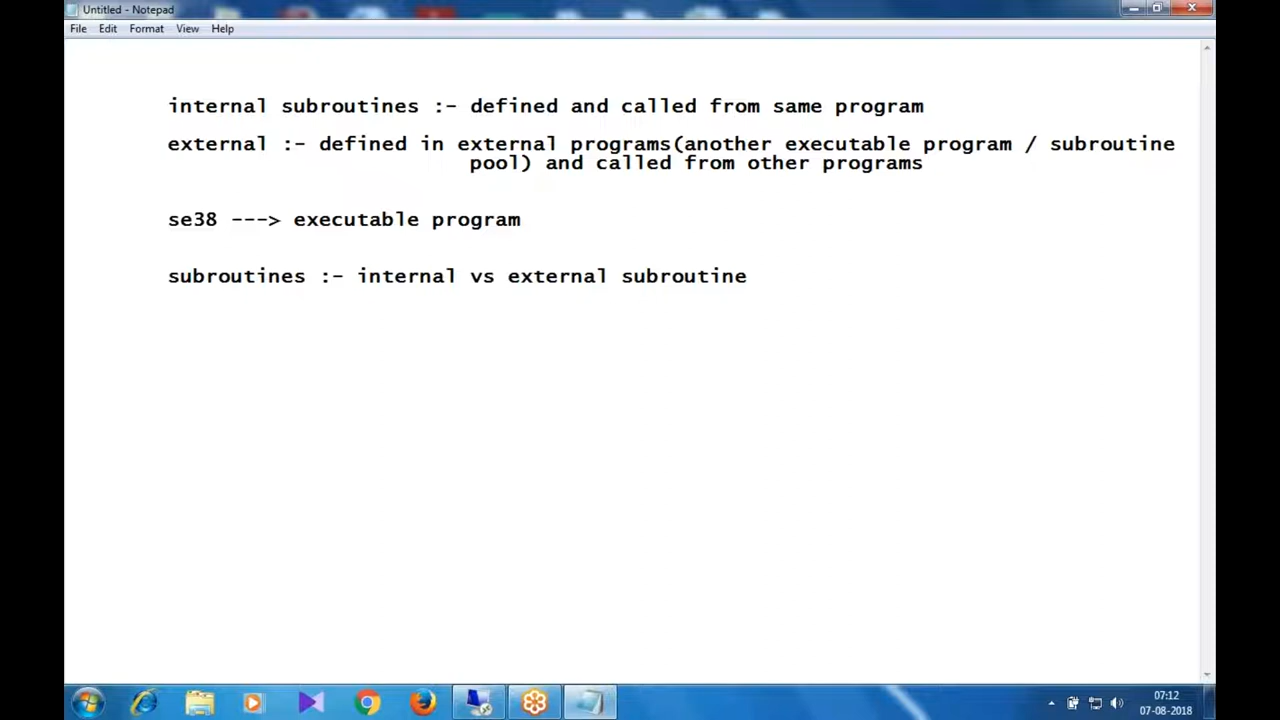 Untitled - Notepad
File Edit Format View Help
internal subroutines :- defined and called from same program
external :- defined in external programs(another executable program / subroutine
pool) and called from other programs
se38 ---> executable program
subroutines :- internal vs external subroutine
07:12
07-08-2018